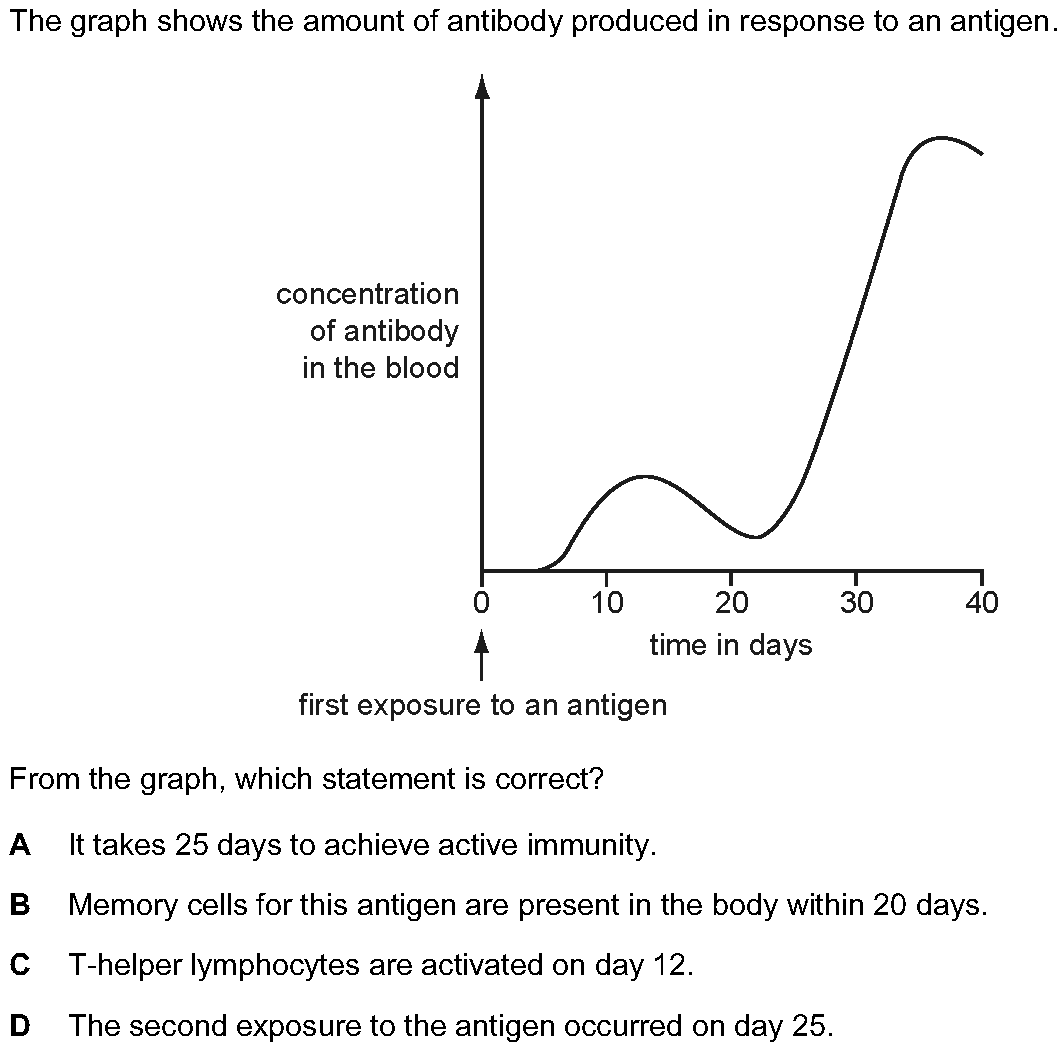 The graph shows the amount of antibody produced in response to an antigen.
concentration
of antibody
in the blood
0 10 20 30 40
time in days
first exposure to an antigen
From the graph, which statement is correct?
A It takes 25 days to achieve active immunity.
B Memory cells for this antigen are present in the body within 20 days.
C T-helper lymphocytes are activated on day 12.
D The second exposure to the antigen occurred on day 25.